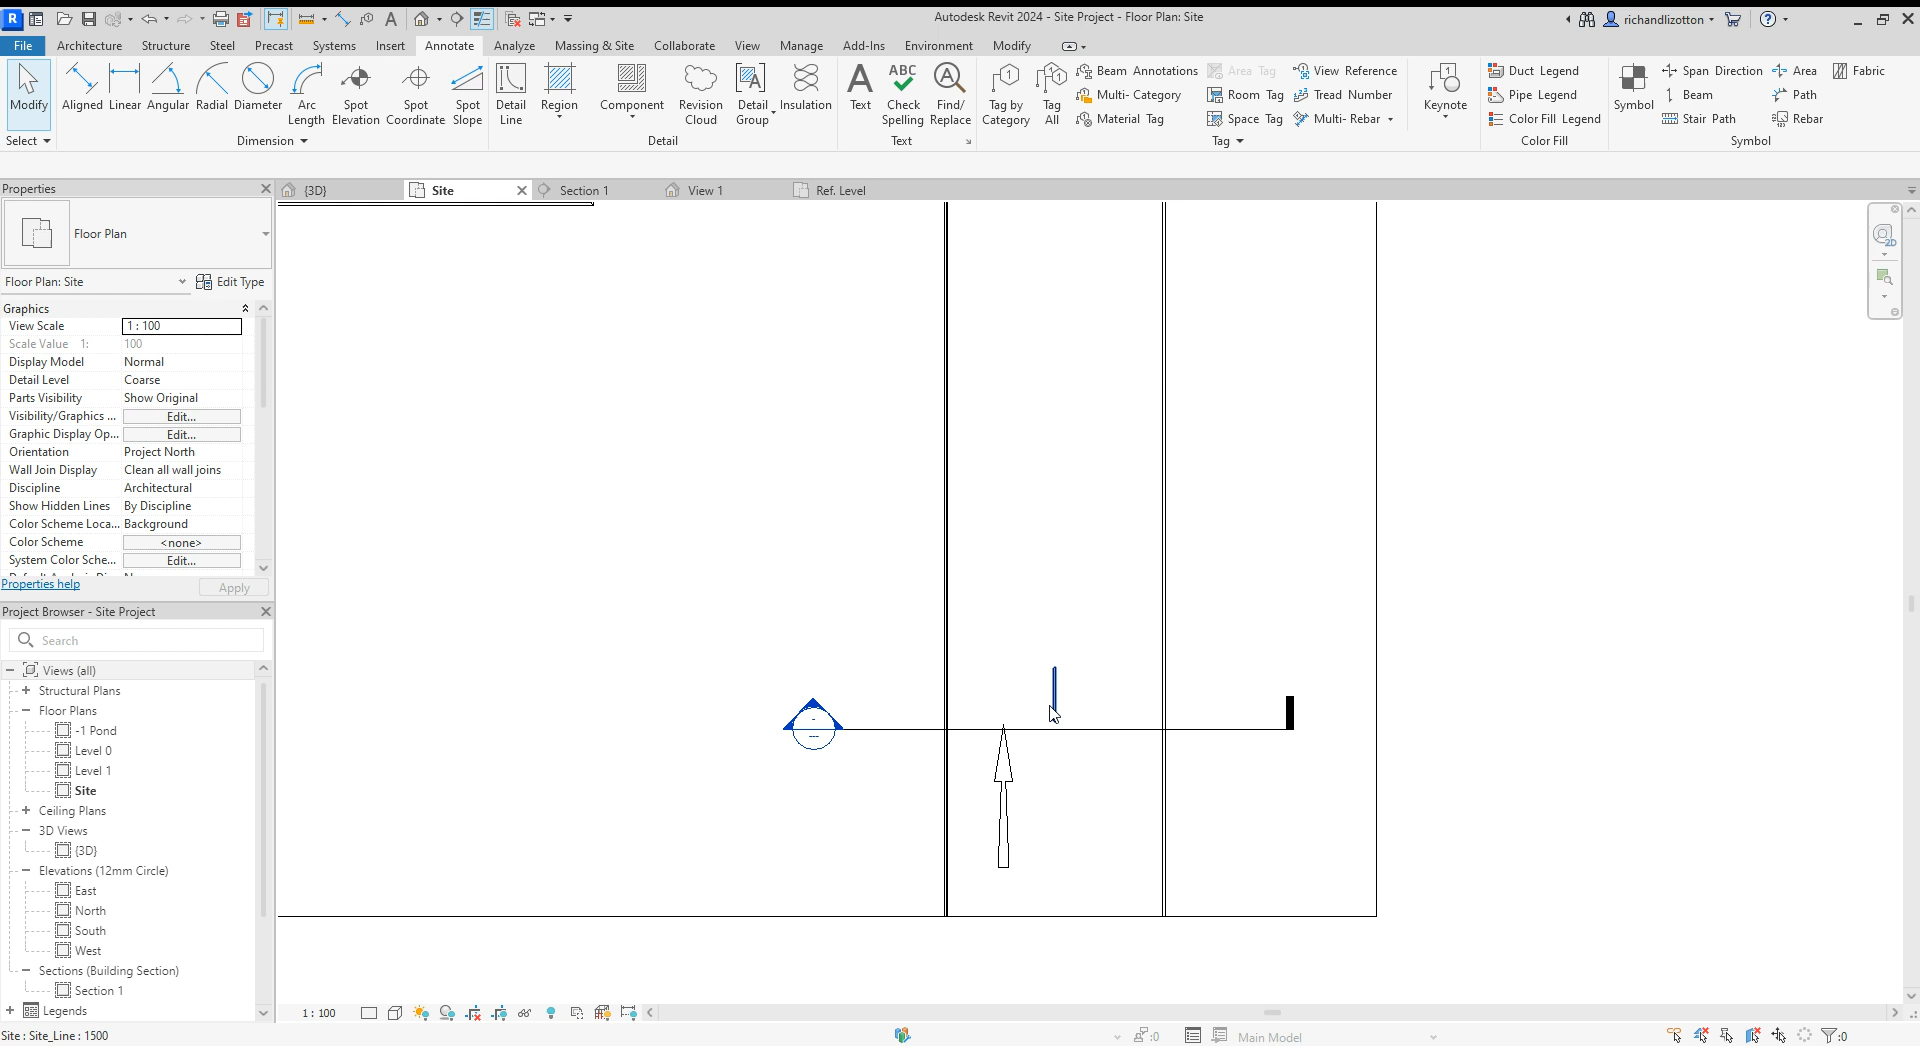 Autodesk Revit 2024 - Site Project - Floor Plan: Site
richandlizotton
File Architecture Structure Steel Precast Systems Insert Annotate Analyze Massing & Site Collaborate View Manage Add-Ins Environment Modify
Modify
Aligned Linear Angular Radial Diameter Arc Length Spot Elevation Spot Coordinate Spot Slope
Detail Line Region Component Revision Cloud Detail Group Insulation
Text ABC Check Spelling Find/ Replace
Tag by Category Tag All
Beam Annotations
Multi- Category
Material Tag
Area Tag
Room Tag
Space Tag
View Reference
Tread Number
Multi- Rebar
Keynote
Duct Legend
Pipe Legend
Color Fill Legend
Symbol
Span Direction
Beam
Stair Path
Area
Path
Rebar
Fabric
Select Dimension Detail Text Tag Color Fill Symbol
Properties
{3D} Site Section 1 View 1 Ref. Level
Floor Plan
Floor Plan: Site Edit Type
Graphics
View Scale 1 : 100
Scale Value 1: 100
Display Model Normal
Detail Level Coarse
Parts Visibility Show Original
Visibility/Graphics ... Edit...
Graphic Display Op... Edit...
Orientation Project North
Wall Join Display Clean all wall joins
Discipline Architectural
Show Hidden Lines By Discipline
Color Scheme Loca... Background
Color Scheme <none>
System Color Sche... Edit...
Properties help Apply
Project Browser - Site Project
Search
Views (all)
Structural Plans
Floor Plans
-1 Pond
Level 0
Level 1
Site
Ceiling Plans
3D Views
{3D}
Elevations (12mm Circle)
East
North
South
West
Sections (Building Section)
Section 1
Legends
2D
1 : 100
Site : Site_Line : 1500
:0
Main Model
:0